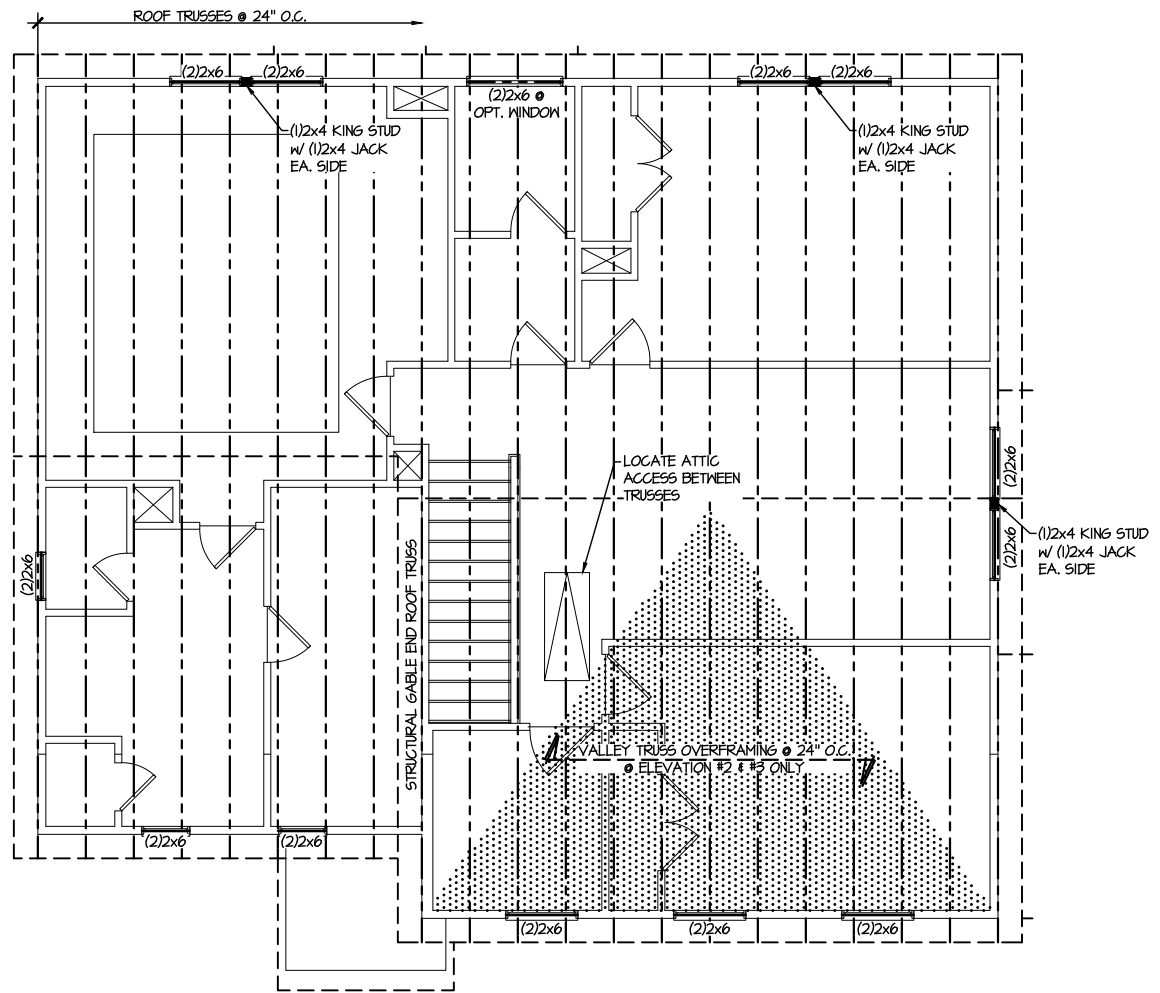 ROOF TRUSSES @ 24" O.C.
(2)2x6
(2)2x6
(2)2x6 @
OPT. WINDOW
(2)2x6
(2)2x6
(1)2x4 KING STUD
w/ (1)2x4 JACK
EA. SIDE
(1)2x4 KING STUD
w/ (1)2x4 JACK
EA. SIDE
LOCATE ATTIC
ACCESS BETWEEN
TRUSSES
(2)2x6
(2)2x6
(1)2x4 KING STUD
w/ (1)2x4 JACK
EA. SIDE
(2)2x6
STRUCTURAL GABLE END ROOF TRUSS
VALLEY TRUSS OVERFRAMING @ 24" O.C.
@ ELEVATION #2 & #3 ONLY
(2)2x6
(2)2x6
(2)2x6
(2)2x6
(2)2x6